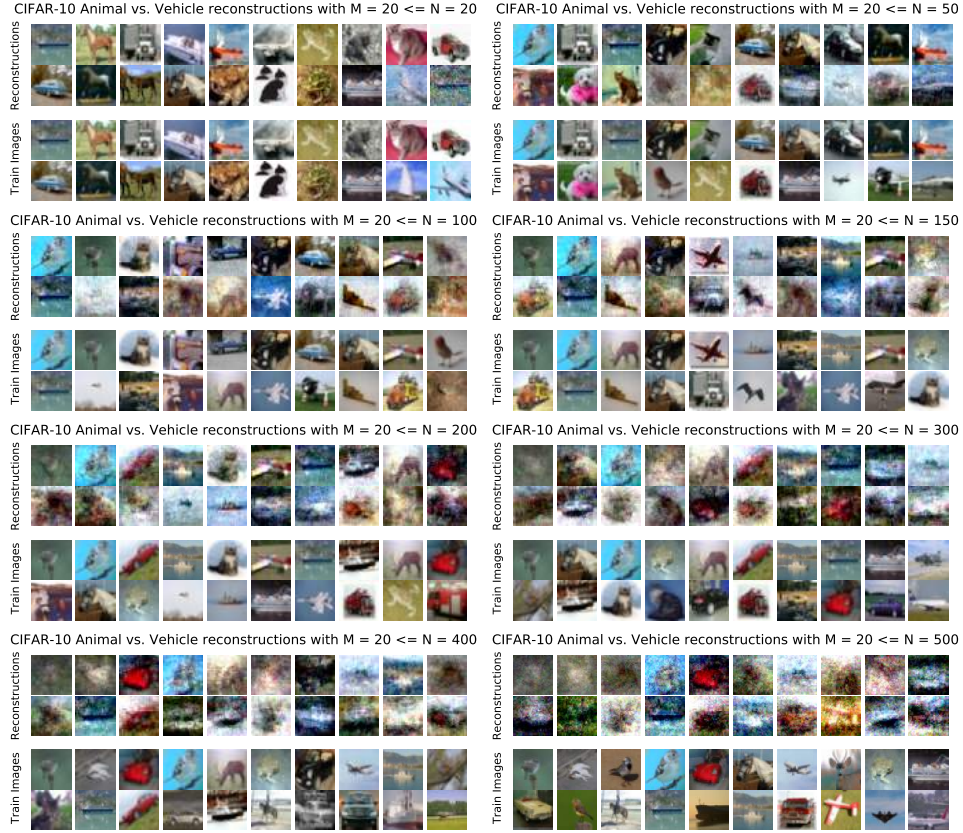 CIFAR-10 Animal vs. Vehicle reconstructions with M = 20 <= N = 20
Reconstructions
Train Images
CIFAR-10 Animal vs. Vehicle reconstructions with M = 20 <= N = 50
Reconstructions
Train Images
CIFAR-10 Animal vs. Vehicle reconstructions with M = 20 <= N = 100
Reconstructions
Train Images
CIFAR-10 Animal vs. Vehicle reconstructions with M = 20 <= N = 150
Reconstructions
Train Images
CIFAR-10 Animal vs. Vehicle reconstructions with M = 20 <= N = 200
Reconstructions
Train Images
CIFAR-10 Animal vs. Vehicle reconstructions with M = 20 <= N = 300
Reconstructions
Train Images
CIFAR-10 Animal vs. Vehicle reconstructions with M = 20 <= N = 400
Reconstructions
Train Images
CIFAR-10 Animal vs. Vehicle reconstructions with M = 20 <= N = 500
Reconstructions
Train Images